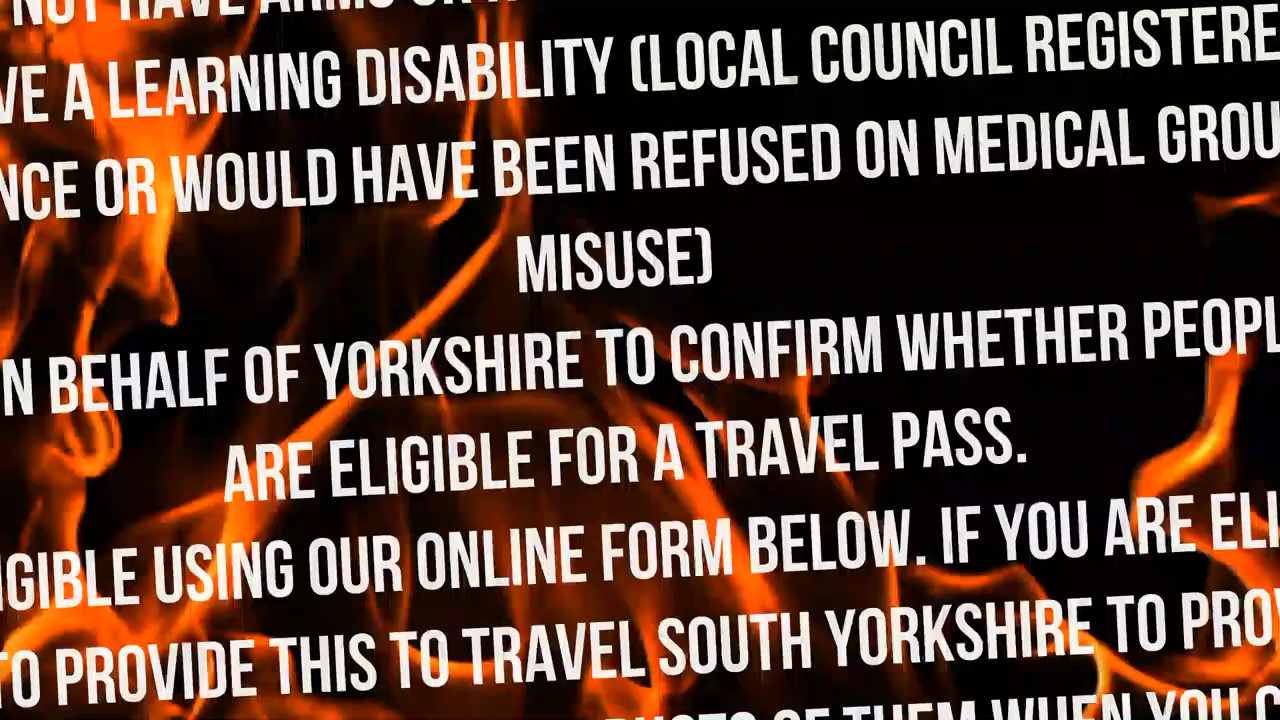 NOT HAVE ARMS OR
VE A LEARNING DISABILITY (LOCAL COUNCIL REGISTERE
NCE OR WOULD HAVE BEEN REFUSED ON MEDICAL GROU
MISUSE)
N BEHALF OF YORKSHIRE TO CONFIRM WHETHER PEOPL
ARE ELIGIBLE FOR A TRAVEL PASS.
IGIBLE USING OUR ONLINE FORM BELOW. IF YOU ARE ELI
TO PROVIDE THIS TO TRAVEL SOUTH YORKSHIRE TO PRO
OF THEM WHEN YOU